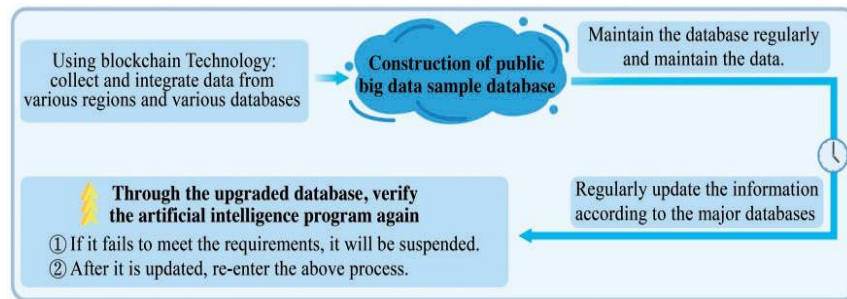 Using blockchain Technology:
collect and integrate data from
various regions and various databases
Construction of public
big data sample database
Maintain the database regularly
and maintain the data.
Regularly update the information
according to the major databases
Through the upgraded database, verify
the artificial intelligence program again
① If it fails to meet the requirements, it will be suspended.
② After it is updated, re-enter the above process.